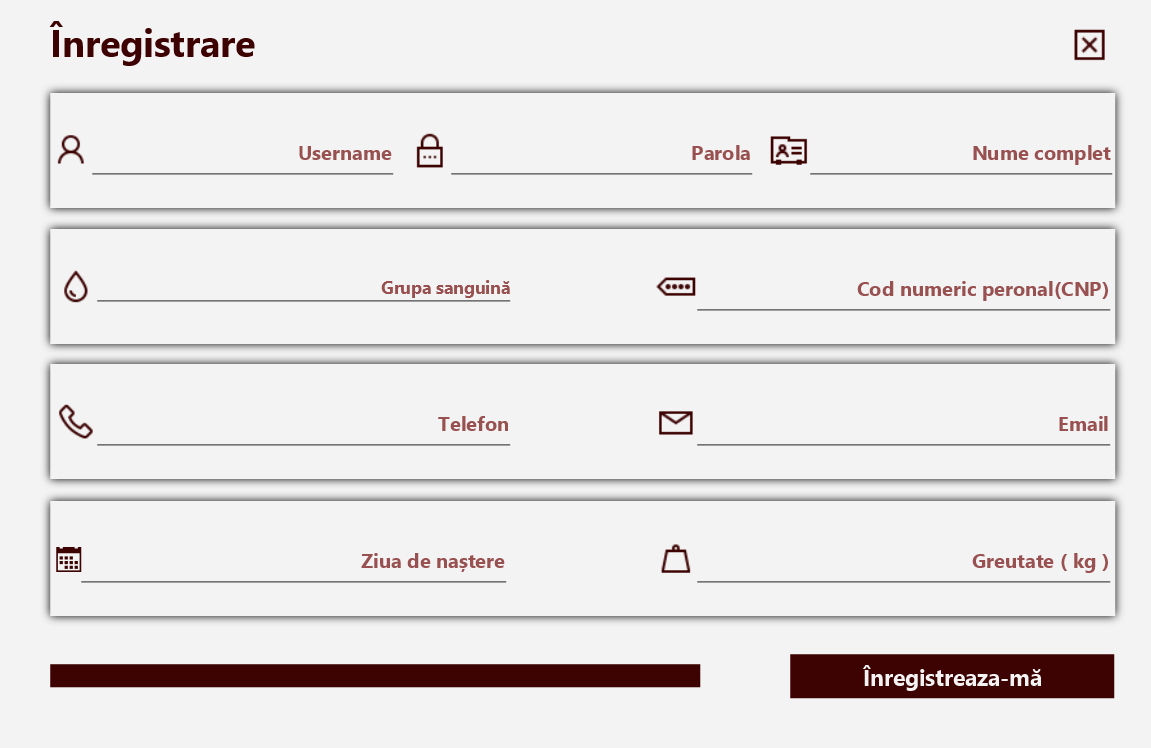 Înregistrare
Username
Parola
Nume complet
Grupa sanguină
Cod numeric peronal(CNP)
Telefon
Email
Ziua de naștere
Greutate ( kg )
Înregistreaza-mă